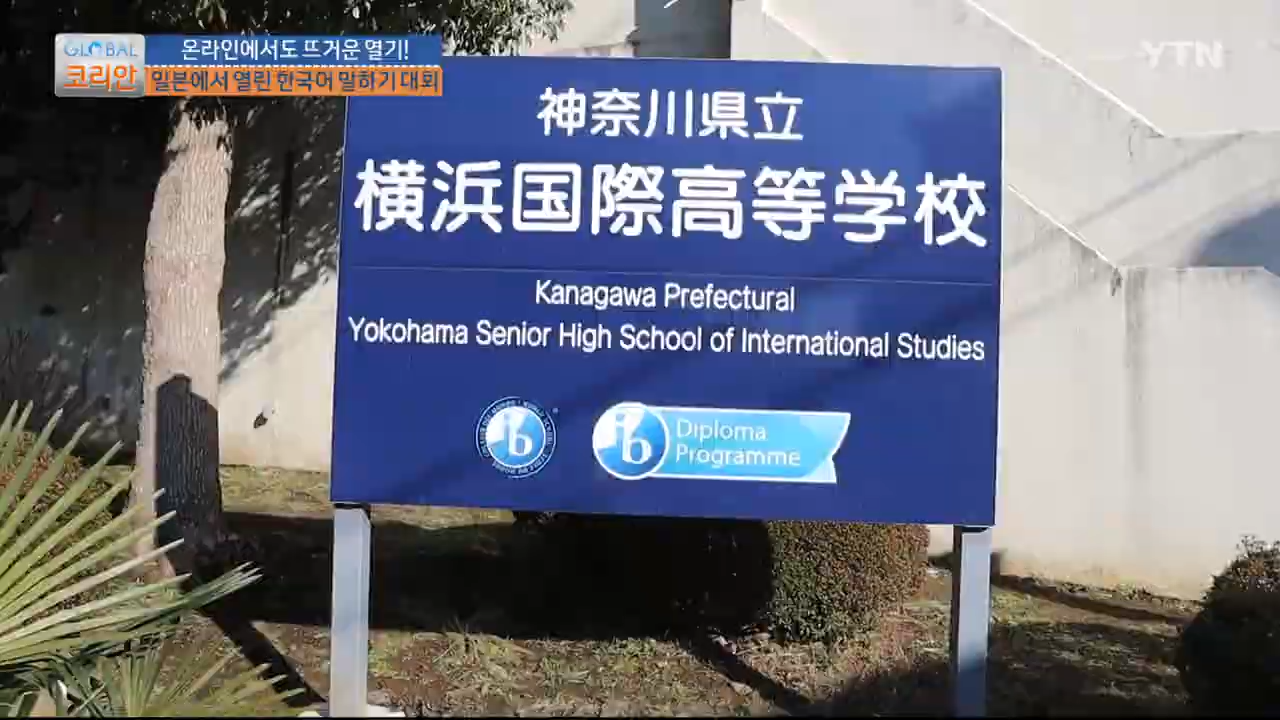 GLOBAL
코리안
온라인에서도 뜨거운 열기!
일본에서 열린 한국어 말하기 대회
YTN
神奈川県立
横浜国際高等学校
Kanagawa Prefectural
Yokohama Senior High School of International Studies
ib
ib
Diploma
Programme